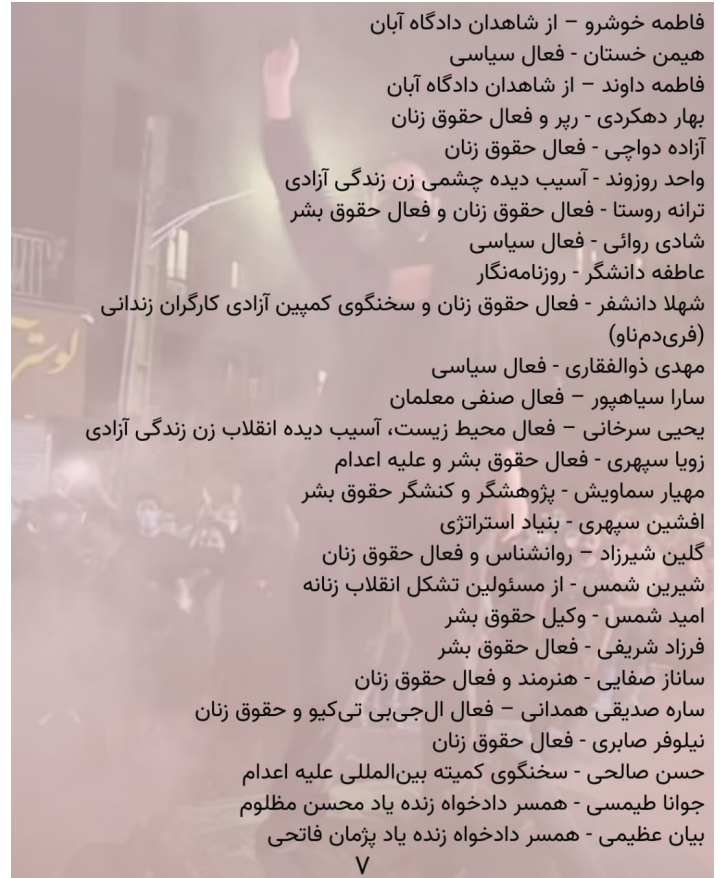 فاطمه خوشرو – از شاهدان دادگاه آبان
هیمن خستان - فعال سیاسی
فاطمه داوند – از شاهدان دادگاه آبان
بهار دهکردی - رپر و فعال حقوق زنان
آزاده دواچی - فعال حقوق زنان
واحد روزوند - آسیب دیده چشمی زن زندگی آزادی
ترانه روستا - فعال حقوق زنان و فعال حقوق بشر
شادی روائی - فعال سیاسی
عاطفه دانشگر - روزنامه‌نگار
شهلا دانشفر - فعال حقوق زنان و سخنگوی کمپین آزادی کارگران زندانی
(فری‌دم‌ناو)
مهدی ذوالفقاری - فعال سیاسی
سارا سیاهپور – فعال صنفی معلمان
یحیی سرخانی – فعال محیط زیست، آسیب دیده انقلاب زن زندگی آزادی
زویا سپهری - فعال حقوق بشر و علیه اعدام
مهیار سماویش - پژوهشگر و کنشگر حقوق بشر
افشین سپهری - بنیاد استراتژی
گلین شیرزاد – روانشناس و فعال حقوق زنان
شیرین شمس - از مسئولین تشکل انقلاب زنانه
امید شمس - وکیل حقوق بشر
فرزاد شریفی - فعال حقوق بشر
ساناز صفایی - هنرمند و فعال حقوق زنان
ساره صدیقی همدانی – فعال ال‌جی‌بی تی‌کیو و حقوق زنان
نیلوفر صابری - فعال حقوق زنان
حسن صالحی - سخنگوی کمیته بین‌المللی علیه اعدام
جوانا طیمسی - همسر دادخواه زنده یاد محسن مظلوم
بیان عظیمی - همسر دادخواه زنده یاد پژمان فاتحی
۷